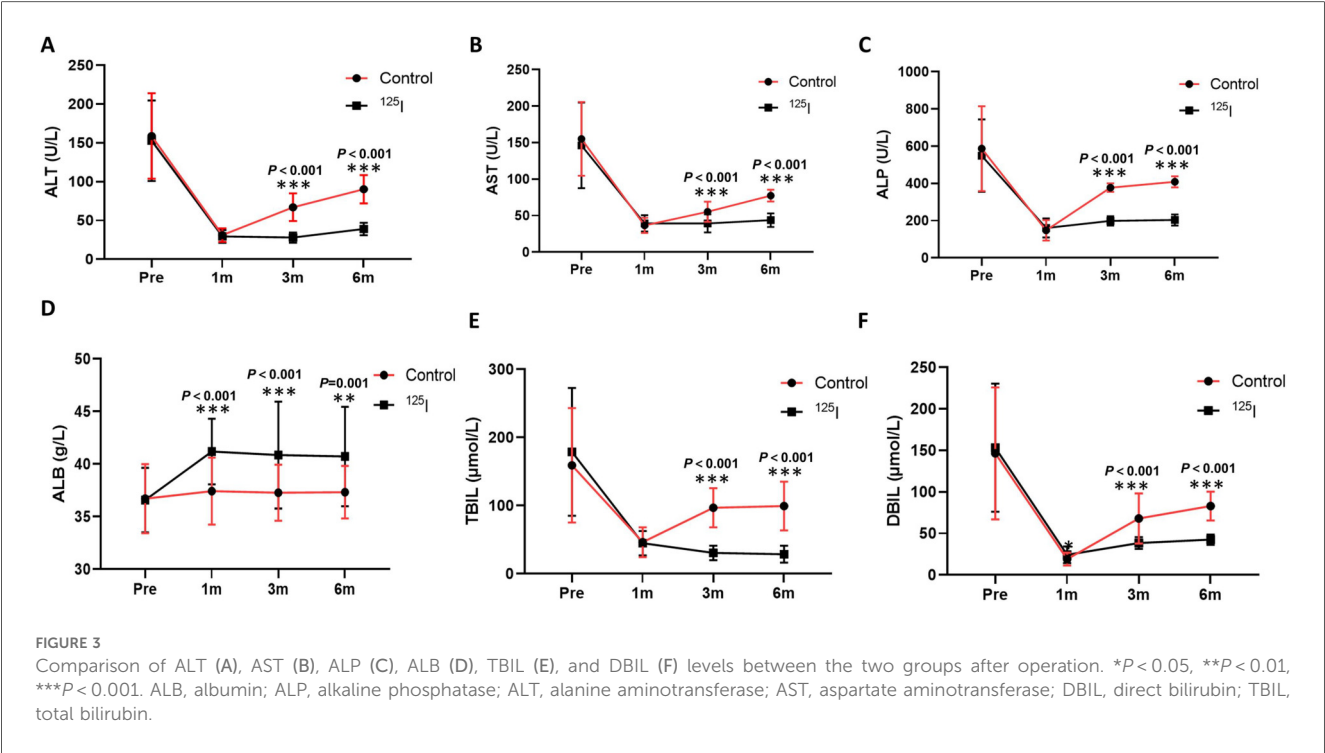 A
ALT (U/L)
250
200
150
100
50
0
Pre 1m 3m 6m
Control
¹²⁵I
P < 0.001
***
P < 0.001
***
B
AST (U/L)
250
200
150
100
50
0
Pre 1m 3m 6m
Control
¹²⁵I
P < 0.001
***
P < 0.001
***
C
ALP (U/L)
1000
800
600
400
200
0
Pre 1m 3m 6m
Control
¹²⁵I
P < 0.001
***
P < 0.001
***
D
ALB (g/L)
50
45
40
35
30
Pre 1m 3m 6m
Control
¹²⁵I
P < 0.001
***
P < 0.001
***
P=0.001
**
E
TBIL (μmol/L)
300
200
100
0
Pre 1m 3m 6m
Control
¹²⁵I
P < 0.001
***
P < 0.001
***
F
DBIL (μmol/L)
250
200
150
100
50
0
Pre 1m 3m 6m
Control
¹²⁵I
*
P < 0.001
***
P < 0.001
***
FIGURE 3
Comparison of ALT (A), AST (B), ALP (C), ALB (D), TBIL (E), and DBIL (F) levels between the two groups after operation. *P < 0.05, **P < 0.01,
***P < 0.001. ALB, albumin; ALP, alkaline phosphatase; ALT, alanine aminotransferase; AST, aspartate aminotransferase; DBIL, direct bilirubin; TBIL,
total bilirubin.